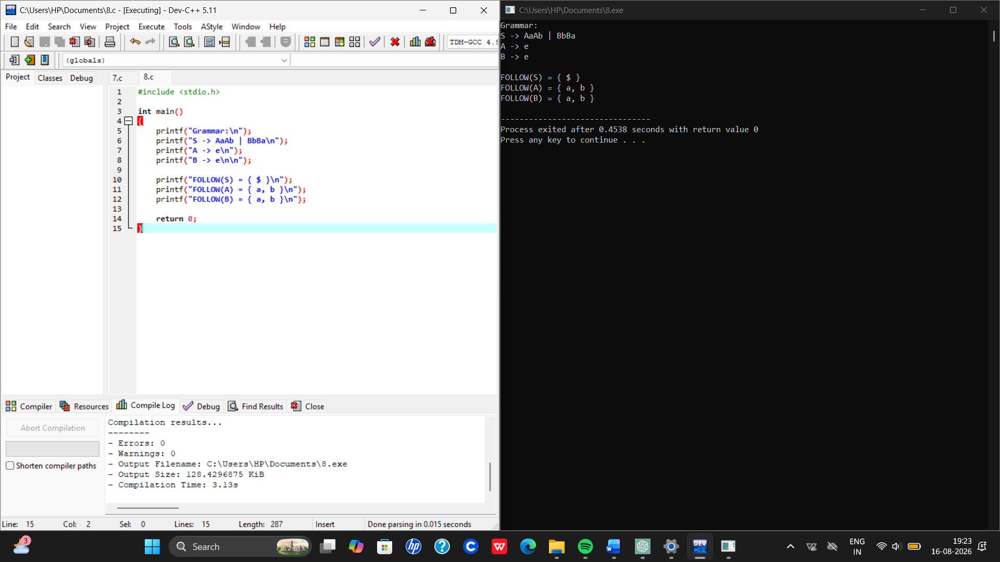 C:\Users\HP\Documents\8.c - [Executing] - Dev-C++ 5.11
File Edit Search View Project Execute Tools AStyle Window Help
TDM-GCC 4.9
(globals)
Project Classes Debug
7.c 8.c
1 #include <stdio.h>
2
3 int main()
4 {
5 printf("Grammar:\n");
6 printf("S -> AaAb | BbBa\n");
7 printf("A -> e\n");
8 printf("B -> e\n\n");
9
10 printf("FOLLOW(S) = { $ }\n");
11 printf("FOLLOW(A) = { a, b }\n");
12 printf("FOLLOW(B) = { a, b }\n");
13
14 return 0;
15 }
Compiler Resources Compile Log Debug Find Results Close
Abort Compilation
Shorten compiler paths
Compilation results...
--------
- Errors: 0
- Warnings: 0
- Output Filename: C:\Users\HP\Documents\8.exe
- Output Size: 128.4296875 KiB
- Compilation Time: 3.13s
Line: 15 Col: 2 Sel: 0 Lines: 15 Length: 287 Insert Done parsing in 0.015 seconds
C:\Users\HP\Documents\8.exe
Grammar:
S -> AaAb | BbBa
A -> e
B -> e
FOLLOW(S) = { $ }
FOLLOW(A) = { a, b }
FOLLOW(B) = { a, b }
--------------------------------
Process exited after 0.4538 seconds with return value 0
Press any key to continue . . .
3
Search
ENG
IN
19:23
16-08-2026